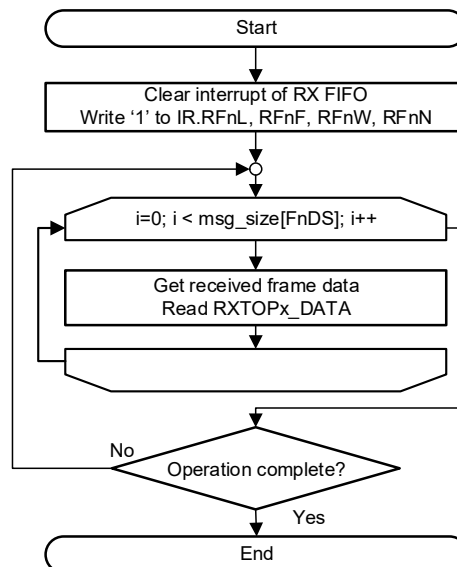 Start
Clear interrupt of RX FIFO
Write ‘1’ to IR.RFnL, RFnF, RFnW, RFnN
i=0; i < msg_size[FnDS]; i++
Get received frame data
Read RXTOPx_DATA
No
Operation complete?
Yes
End